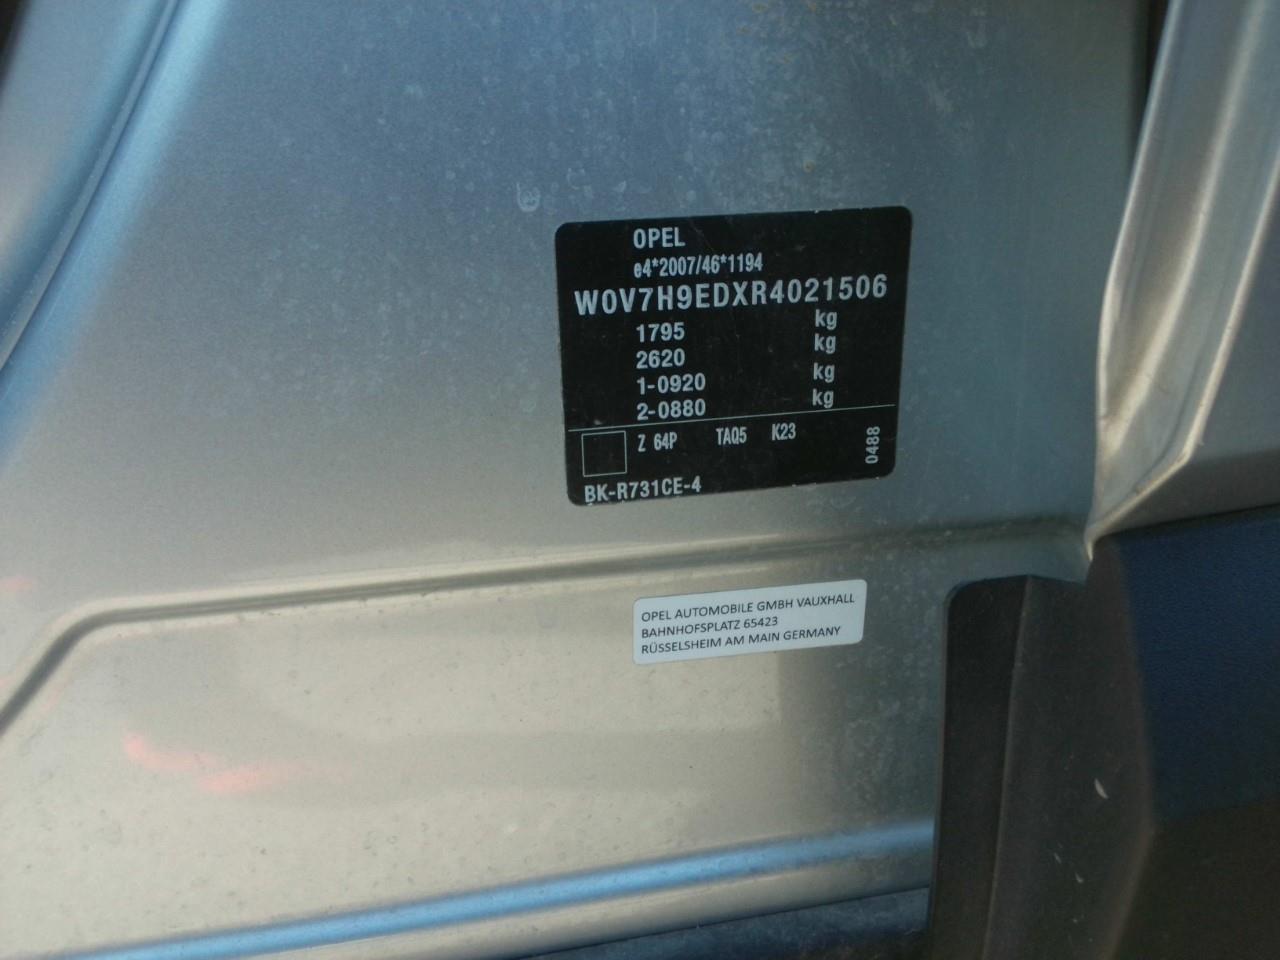 OPEL
e4*2007/46*1194
W0V7H9EDXR4021506
1795 kg
2620 kg
1-0920 kg
2-0880 kg
Z 64P TAQ5 K23
0488
BK-R731CE-4
OPEL AUTOMOBILE GMBH VAUXHALL
BAHNHOFSPLATZ 65423
RÜSSELSHEIM AM MAIN GERMANY